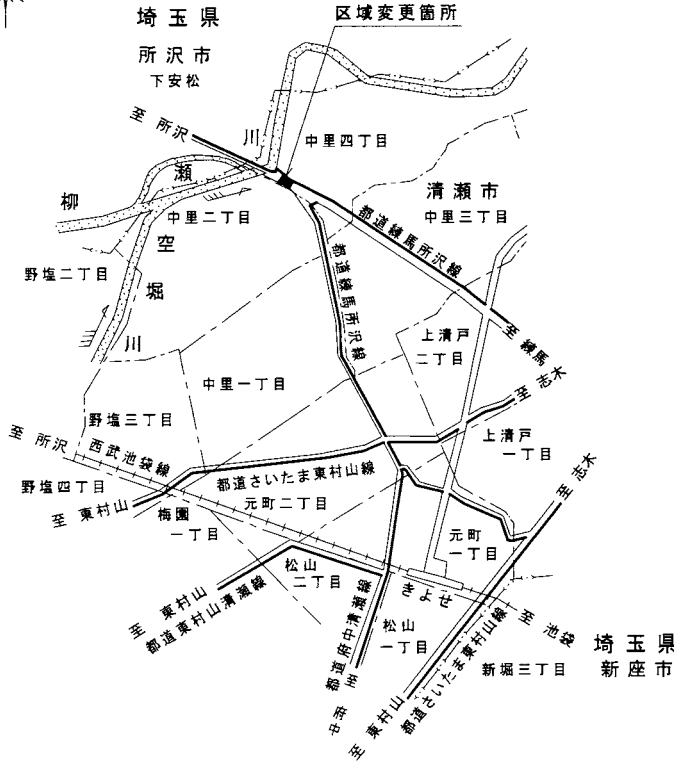 埼玉県
所沢市
下安松
区域変更箇所
至 所沢
柳瀬川
中里四丁目
清瀬市
中里三丁目
中里二丁目
空堀川
野塩二丁目
都道練馬所沢線
都道練馬所沢線
至 練馬
上清戸
二丁目
至 志木
中里一丁目
野塩三丁目
上清戸
一丁目
至 所沢
西武池袋線
都道さいたま東村山線
至 志木
野塩四丁目
至 東村山
梅園
一丁目
元町二丁目
元町
一丁目
松山
二丁目
きよせ
至 東村山
都道東村山清瀬線
都道府中清瀬線
至 府中
松山
一丁目
至 池袋
至 東村山
都道さいたま東村山線
新堀三丁目
埼玉県
新座市